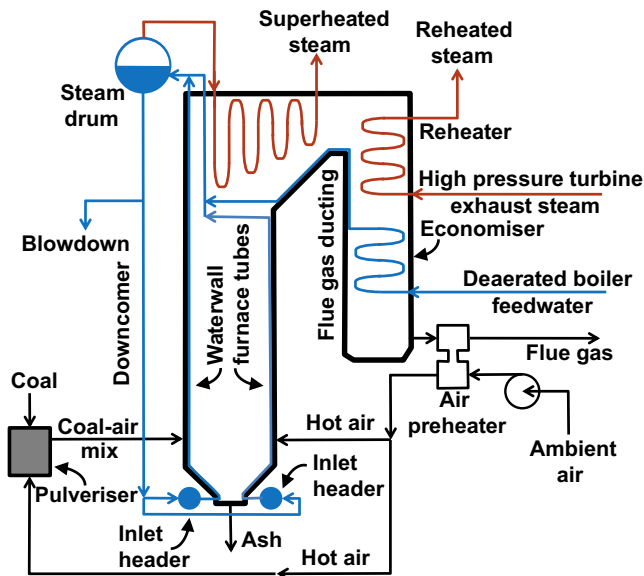 Superheated
steam
Reheated
steam
Steam
drum
Reheater
High pressure turbine
exhaust steam
Economiser
Blowdown
Deaerated boiler
feedwater
Flue gas ducting
Downcomer
Waterwall
furnace tubes
Flue gas
Air
preheater
Ambient
air
Coal
Coal-air
mix
Hot air
Pulveriser
Inlet
header
Inlet
header
Ash
Hot air